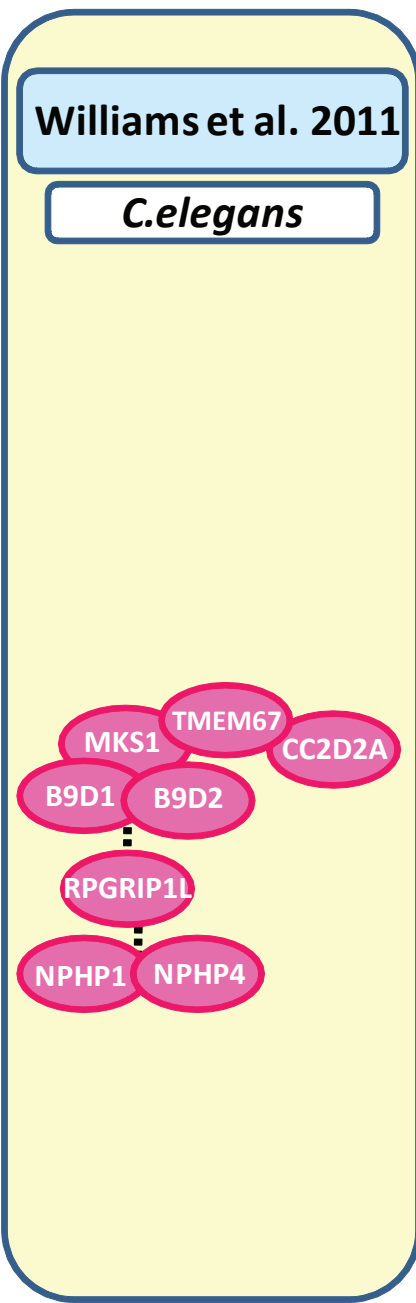 Williams et al. 2011
C.elegans
TMEM67
MKS1
CC2D2A
B9D1
B9D2
RPGRIP1L
NPHP1
NPHP4